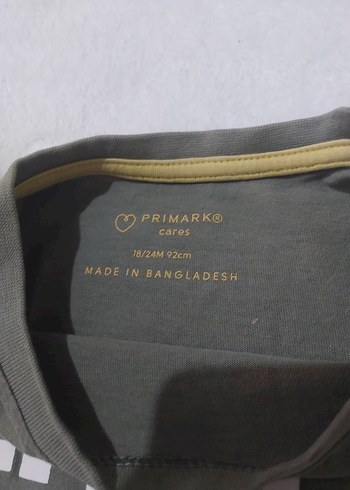 PRIMARK®
cares
18/24M 92cm
MADE IN BANGLADESH